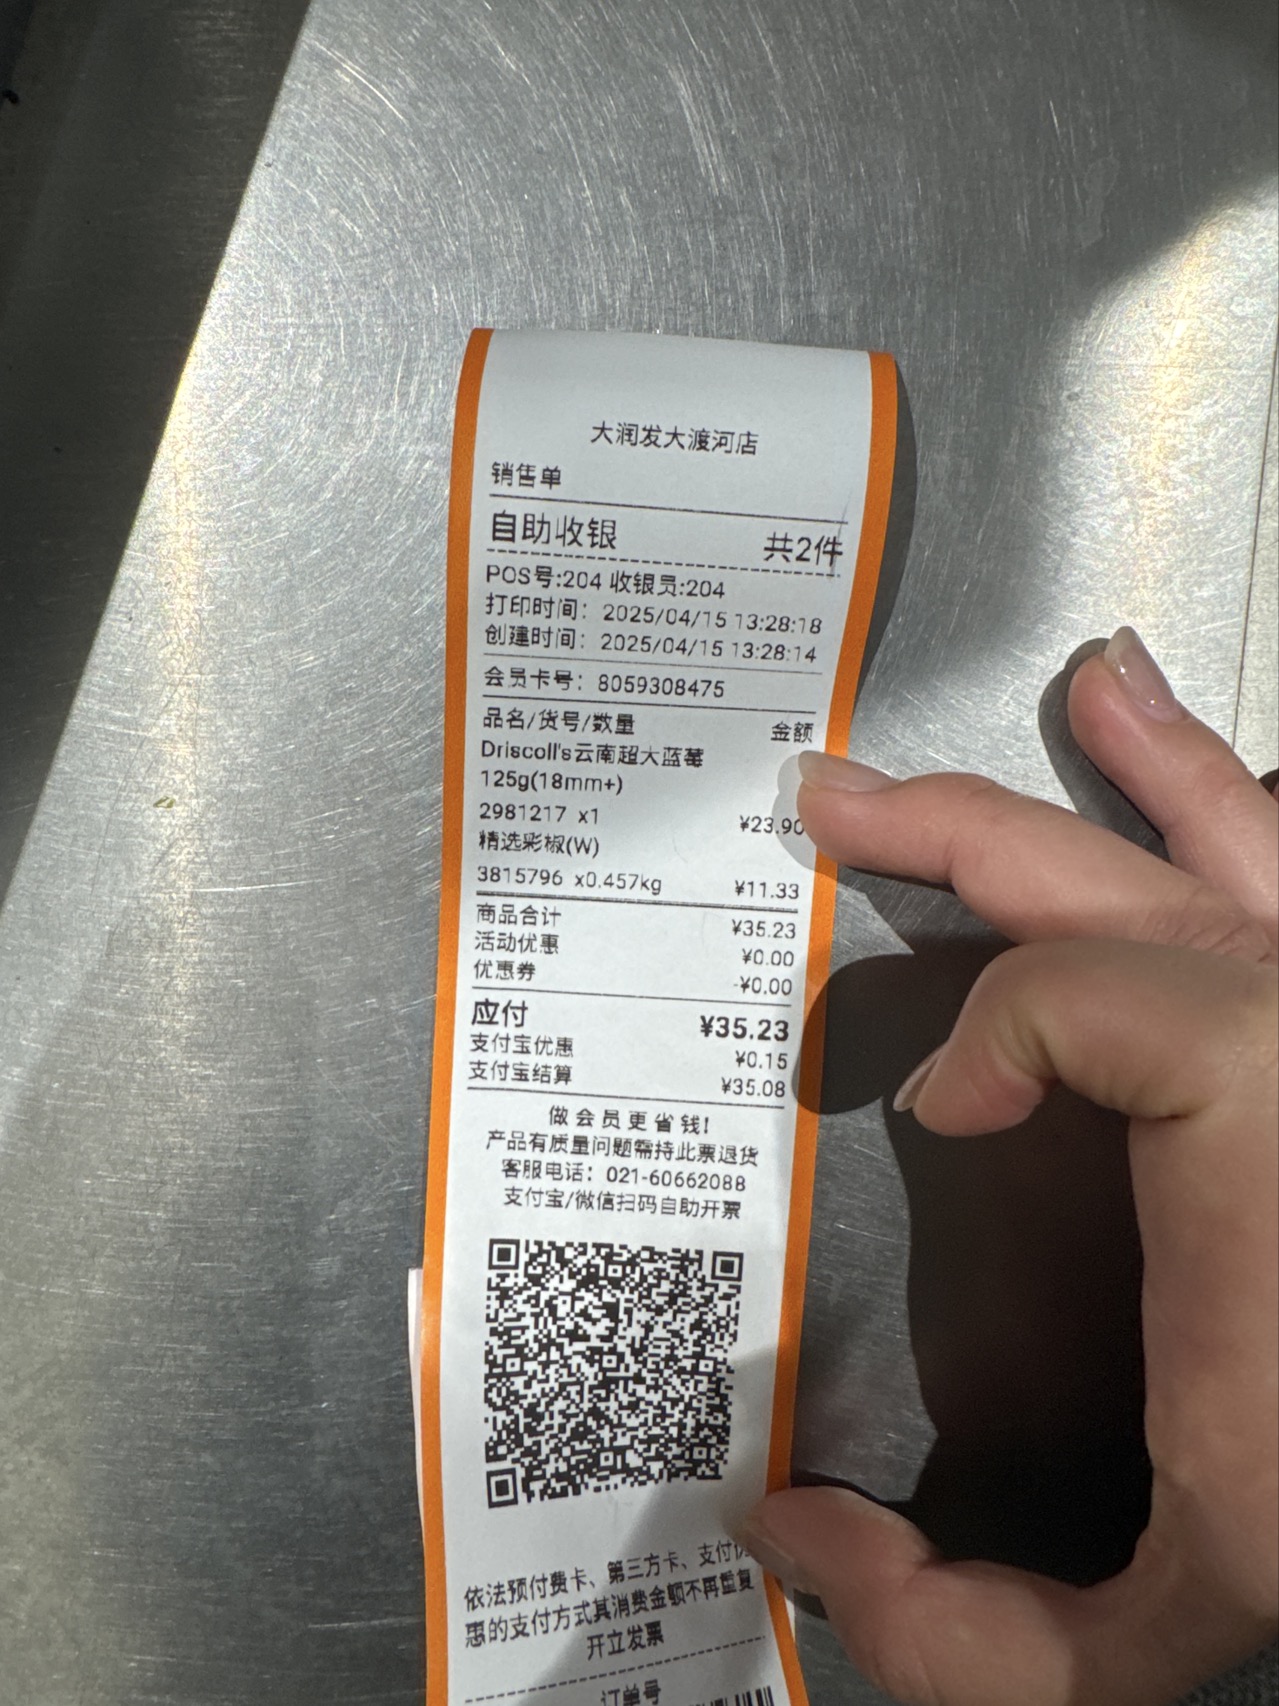 大润发大渡河店
销售单
自助收银 共2件
POS号:204 收银员:204
打印时间: 2025/04/15 13:28:18
创建时间: 2025/04/15 13:28:14
会员卡号: 8059308475
品名/货号/数量 金额
Driscoll's云南超大蓝莓
125g(18mm+)
2981217 x1 ¥23.90
精选彩椒(W)
3815796 x0.457kg ¥11.33
商品合计 ¥35.23
活动优惠 ¥0.00
优惠券 -¥0.00
应付 ¥35.23
支付宝优惠 ¥0.15
支付宝结算 ¥35.08
做会员更省钱!
产品有质量问题需持此票退货
客服电话: 021-60662088
支付宝/微信扫码自助开票
依法预付费卡、第三方卡、支付优
惠的支付方式其消费金额不再重复
开立发票
订单号